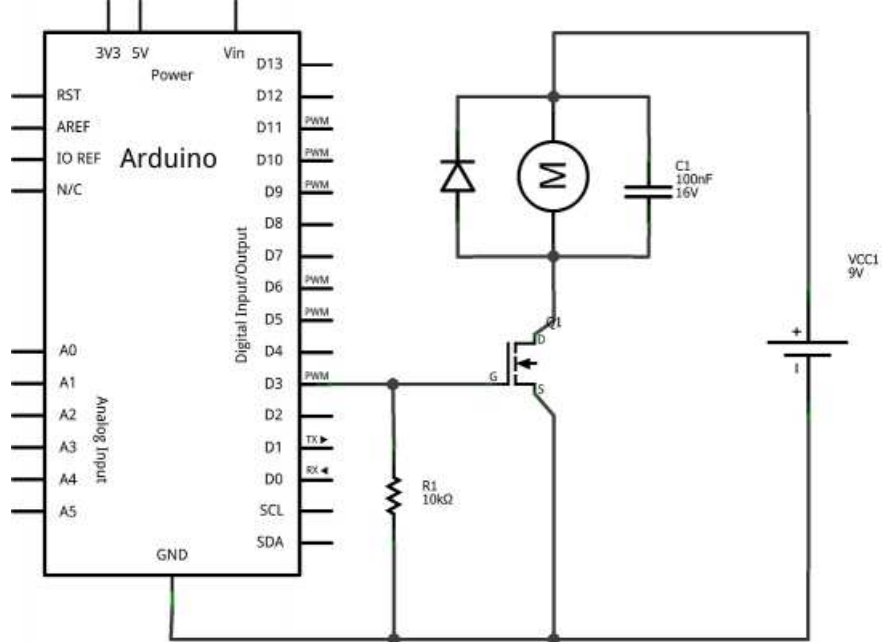 3V3 5V Vin
Power
RST
AREF
IO REF
N/C
Arduino
A0
A1
A2
A3
A4
A5
Analog Input
Digital Input/Output
D13
D12
D11 PWM
D10 PWM
D9 PWM
D8
D7
D6 PWM
D5 PWM
D4
D3 PWM
D2
D1 TX ▶
D0 RX ◀
SCL
SDA
GND
M
C1
100nF
16V
VCC1
9V
+
Q1
D
G
S
R1
10kΩ